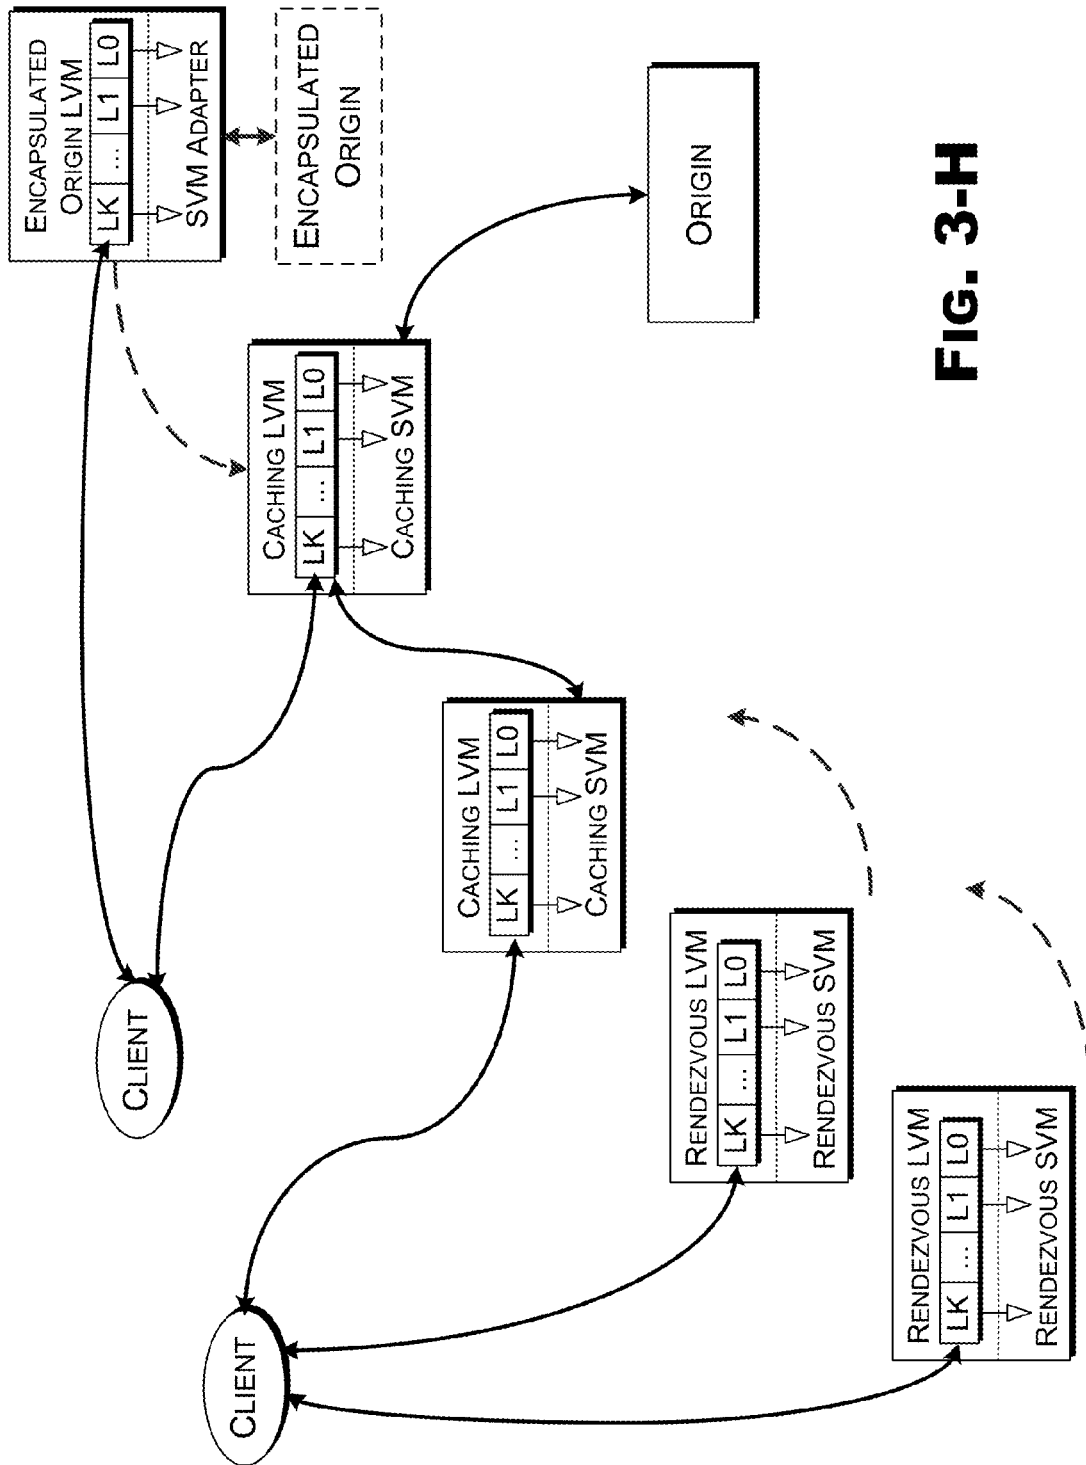 ENCAPSULATED
ORIGIN LVM
LK ... L1 L0
SVM ADAPTER
ENCAPSULATED
ORIGIN
CLIENT
CLIENT
CACHING LVM
LK ... L1 L0
CACHING SVM
CACHING LVM
LK ... L1 L0
CACHING SVM
ORIGIN
RENDEZVOUS LVM
LK ... L1 L0
RENDEZVOUS SVM
RENDEZVOUS LVM
LK ... L1 L0
RENDEZVOUS SVM
FIG. 3-H